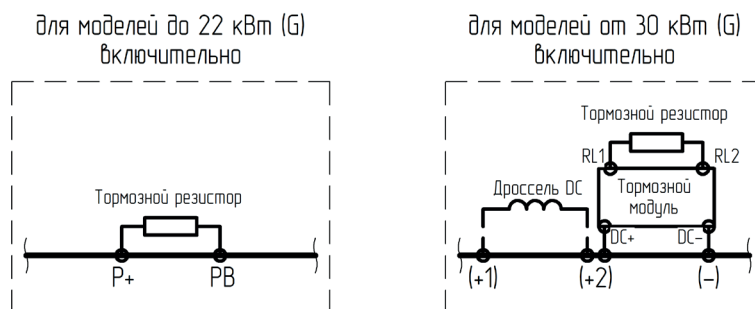 для моделей до 22 кВт (G)
включительно
Тормозной резистор
P+
PB
для моделей от 30 кВт (G)
включительно
Тормозной резистор
RL1
RL2
Дроссель DC
Тормозной
модуль
DC+
DC-
(+1)
(+2)
(-)